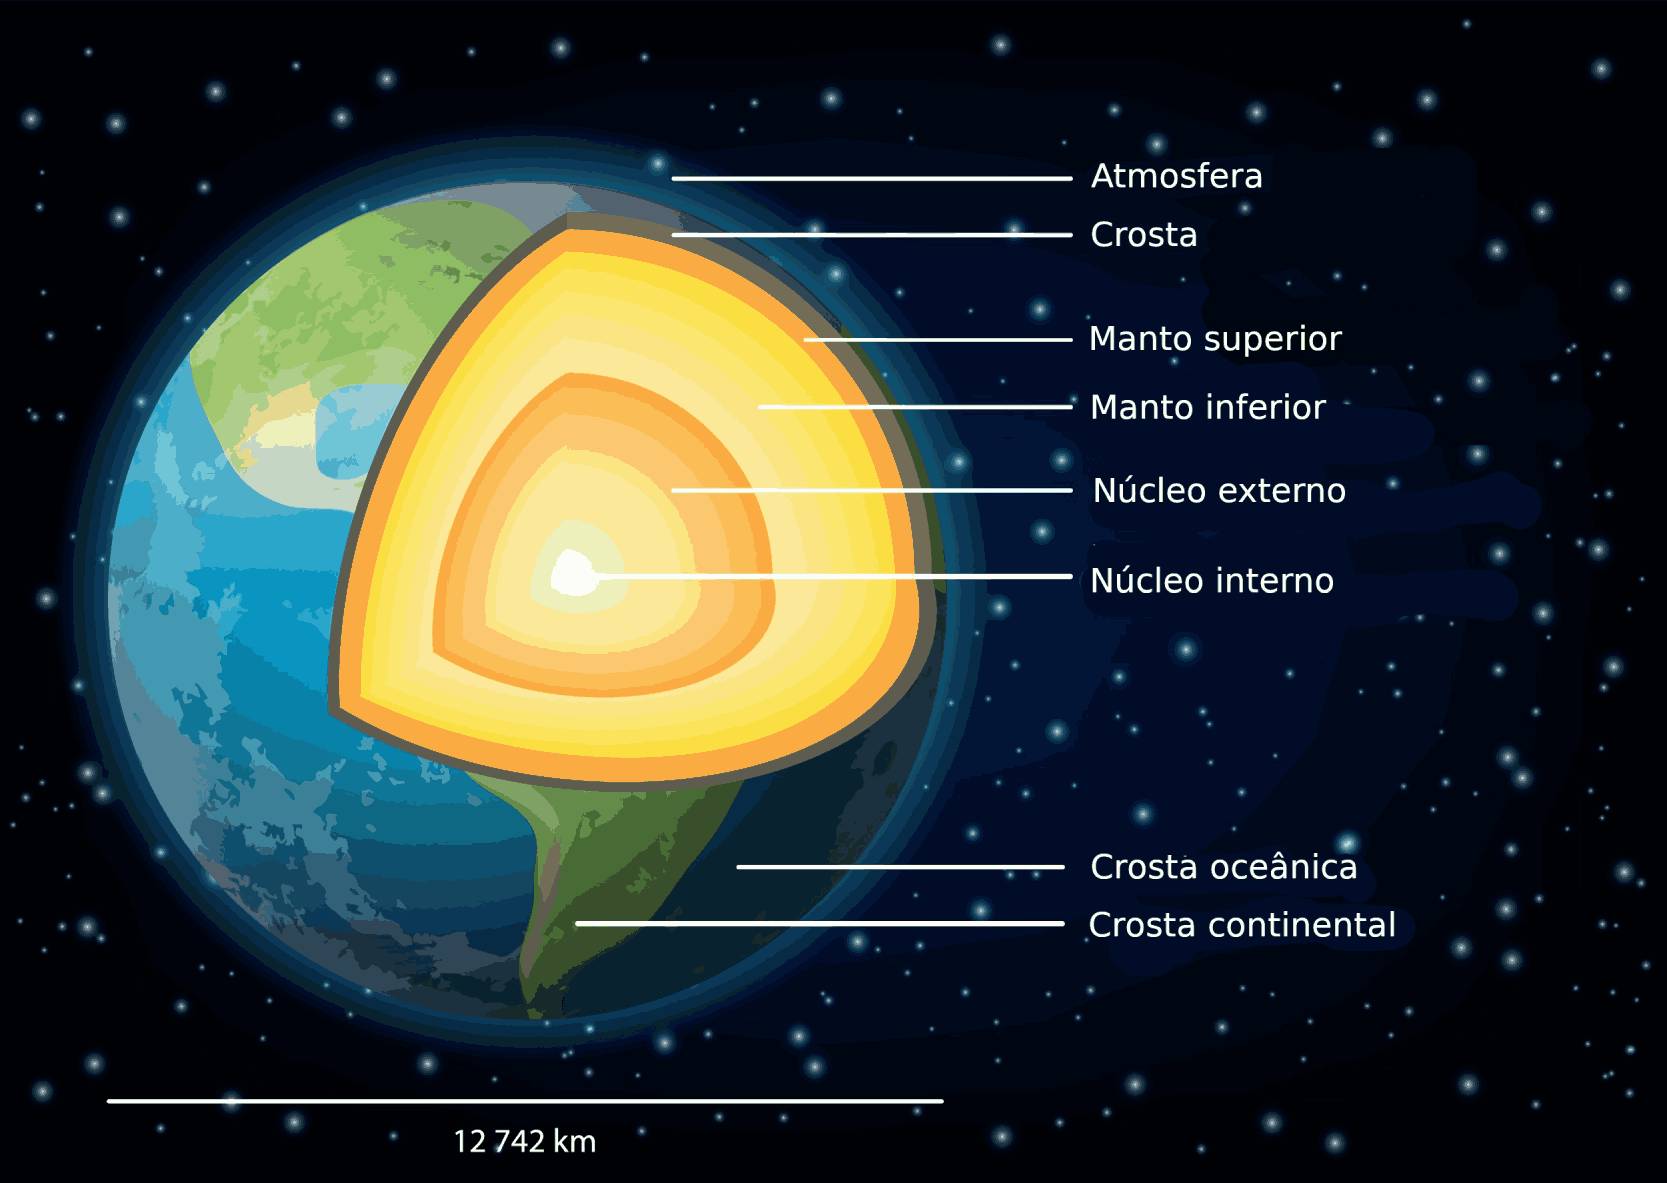 Atmosfera
Crosta
Manto superior
Manto inferior
Núcleo externo
Núcleo interno
Crosta oceânica
Crosta continental
12 742 km